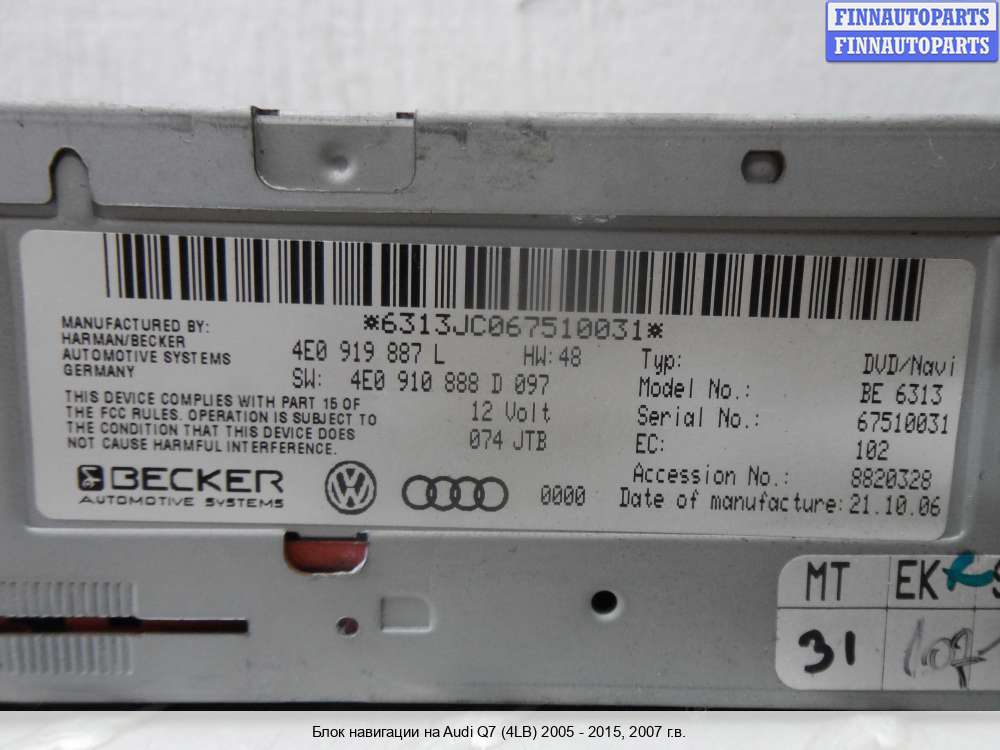 FINNAUTOPARTS
FINNAUTOPARTS
*6313JC067510031*
MANUFACTURED BY:
HARMAN/BECKER
AUTOMOTIVE SYSTEMS
GERMANY
4E0 919 887 L HW: 48
SW: 4E0 910 888 D 097
THIS DEVICE COMPLIES WITH PART 15 OF
THE FCC RULES. OPERATION IS SUBJECT TO
THE CONDITION THAT THIS DEVICE DOES
NOT CAUSE HARMFUL INTERFERENCE.
12 Volt
074 JTB
BECKER
AUTOMOTIVE SYSTEMS
0000
Typ: DVD/Navi
Model No.: BE 6313
Serial No.: 67510031
EC: 102
Accession No.: 8820328
Date of manufacture: 21.10.06
MT EK
31
Блок навигации на Audi Q7 (4LB) 2005 - 2015, 2007 г.в.